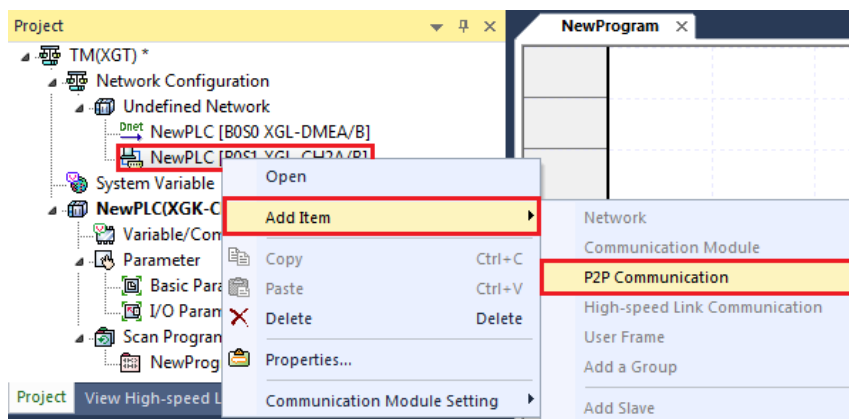 Project
NewProgram
TM(XGT) *
Network Configuration
Undefined Network
Dnet NewPLC [B0S0 XGL-DMEA/B]
NewPLC [B0S1 XGL-CH2A/B]
Open
System Variable
NewPLC(XGK-C
Add Item
Network
Variable/Com
Communication Module
Parameter
Copy Ctrl+C
P2P Communication
Basic Para
Paste Ctrl+V
High-speed Link Communication
I/O Param
Delete Delete
User Frame
Scan Program
NewProg
Properties...
Add a Group
Project
View High-speed L
Communication Module Setting
Add Slave